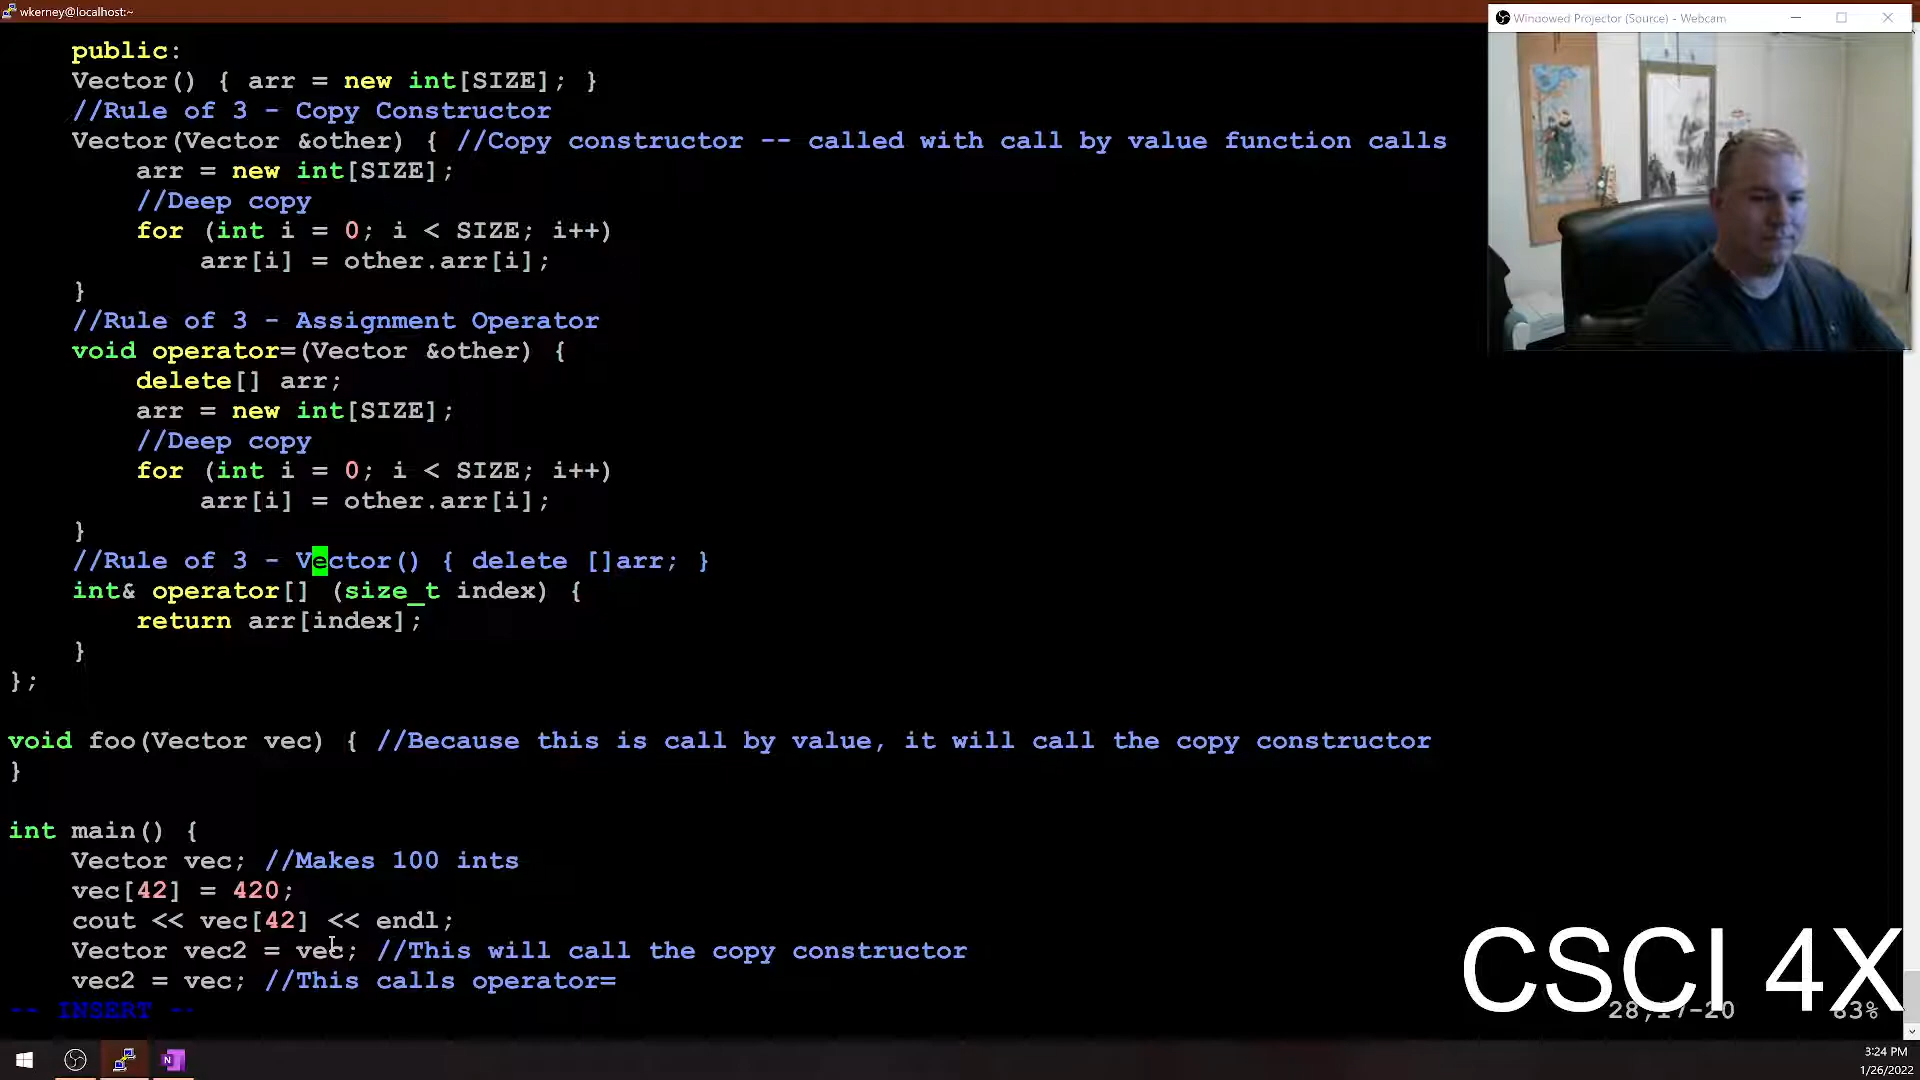 wkerney@localhost:~
Windowed Projector (Source) - Webcam
public:
Vector() { arr = new int[SIZE]; }
//Rule of 3 - Copy Constructor
Vector(Vector &other) { //Copy constructor -- called with call by value function calls
arr = new int[SIZE];
//Deep copy
for (int i = 0; i < SIZE; i++)
arr[i] = other.arr[i];
}
//Rule of 3 - Assignment Operator
void operator=(Vector &other) {
delete[] arr;
arr = new int[SIZE];
//Deep copy
for (int i = 0; i < SIZE; i++)
arr[i] = other.arr[i];
}
//Rule of 3 - Vector() { delete []arr; }
int& operator[] (size_t index) {
return arr[index];
}
};
void foo(Vector vec) { //Because this is call by value, it will call the copy constructor
}
int main() {
Vector vec; //Makes 100 ints
vec[42] = 420;
cout << vec[42] << endl;
Vector vec2 = vec; //This will call the copy constructor
vec2 = vec; //This calls operator=
-- INSERT --
28,17-20
83%
CSCI 4X
3:24 PM
1/26/2022